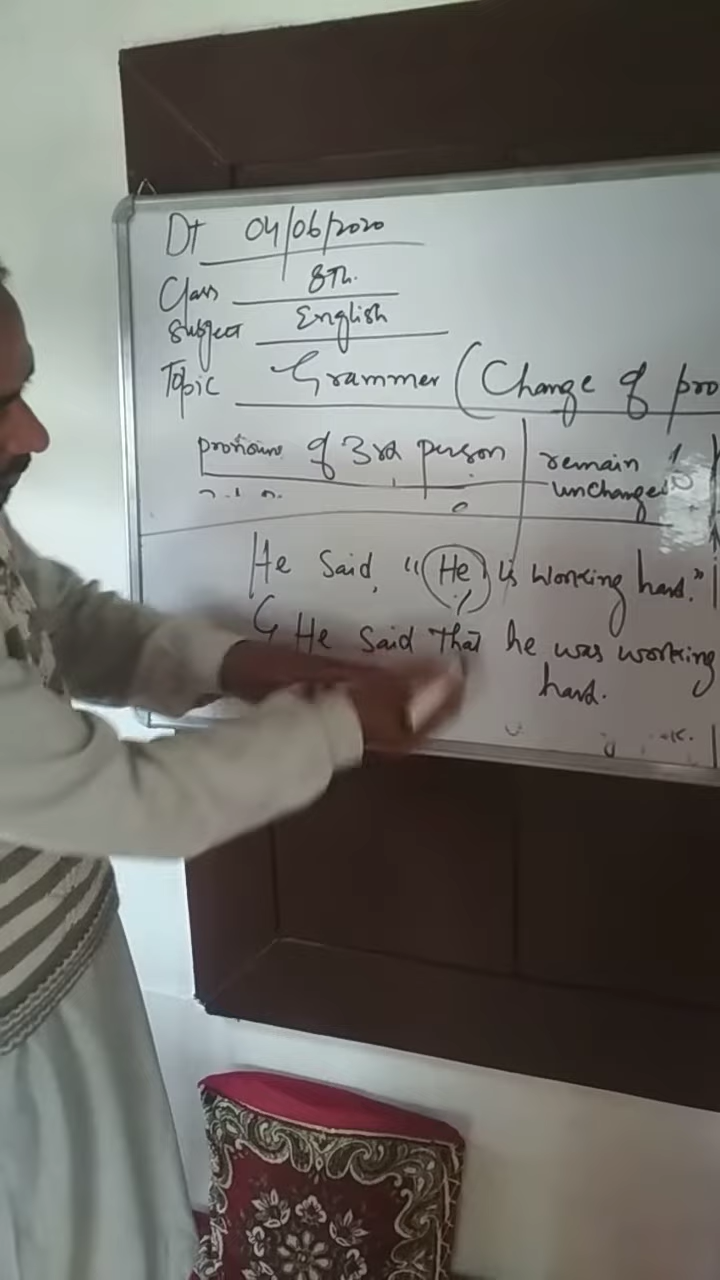 Dt 04/06/2020
Class 8Th.
Subject English
Topic Grammer (Change of pro
pronouns of 3rd person remain
unchanged
He Said, "He is working hard."
He Said that he was working
hard.